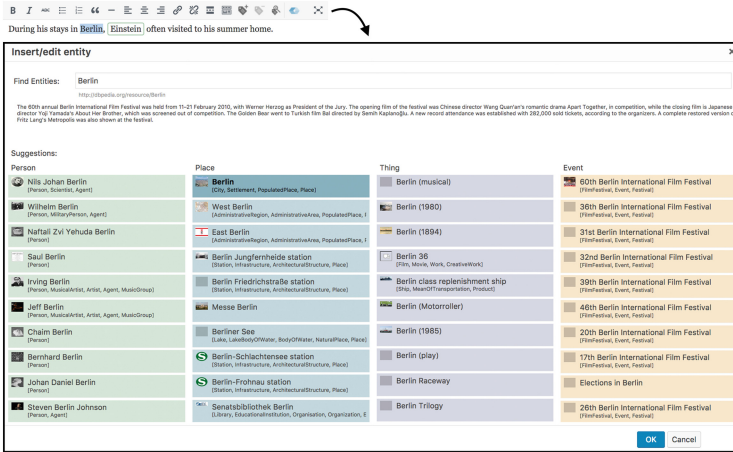 B I ABC
During his stays in Berlin, Einstein often visited to his summer home.
Insert/edit entity
×
Find Entities: Berlin
http://dbpedia.org/resource/Berlin
The 60th annual Berlin International Film Festival was held from 11–21 February 2010, with Werner Herzog as President of the Jury. The opening film of the festival was Chinese director Wang Quan'an's romantic drama Apart Together, in competition, while the closing film is Japanese
director Yoji Yamada's About Her Brother, which was screened out of competition. The Golden Bear went to Turkish film Bal directed by Semih Kaplanoğlu. A new record attendance was established with 282,000 sold tickets, according to the organizers. A complete restored version o
Fritz Lang's Metropolis was also shown at the festival.
Suggestions:
Person
Nils Johan Berlin
[Person, Scientist, Agent]
Wilhelm Berlin
[Person, MilitaryPerson, Agent]
Naftali Zvi Yehuda Berlin
[Person]
Saul Berlin
[Person]
Irving Berlin
[Person, MusicalArtist, Artist, Agent, MusicGroup]
Jeff Berlin
[Person, MusicalArtist, Artist, Agent, MusicGroup]
Chaim Berlin
[Person]
Bernhard Berlin
[Person]
Johan Daniel Berlin
[Person]
Steven Berlin Johnson
[Person, Agent]
Place
Berlin
[City, Settlement, PopulatedPlace, Place]
West Berlin
[AdministrativeRegion, AdministrativeArea, PopulatedPlace, F
East Berlin
[AdministrativeRegion, AdministrativeArea, PopulatedPlace, F
Berlin Jungfernheide station
[Station, Infrastructure, ArchitecturalStructure, Place]
Berlin Friedrichstraße station
[Station, Infrastructure, ArchitecturalStructure, Place]
Messe Berlin
Berliner See
[Lake, LakeBodyOfWater, BodyOfWater, NaturalPlace, Place]
Berlin-Schlachtensee station
[Station, Infrastructure, ArchitecturalStructure, Place]
Berlin-Frohnau station
[Station, Infrastructure, ArchitecturalStructure, Place]
Senatsbibliothek Berlin
[Library, EducationalInstitution, Organisation, Organization, E
Thing
Berlin (musical)
Berlin (1980)
Berlin (1894)
Berlin 36
[Film, Movie, Work, CreativeWork]
Berlin class replenishment ship
[Ship, MeanOfTransportation, Product]
Berlin (Motorroller)
Berlin (1985)
Berlin (play)
Berlin Raceway
Berlin Trilogy
Event
60th Berlin International Film Festival
[FilmFestival, Event, Festival]
36th Berlin International Film Festival
[FilmFestival, Event, Festival]
31st Berlin International Film Festival
[FilmFestival, Event, Festival]
32nd Berlin International Film Festival
[FilmFestival, Event, Festival]
39th Berlin International Film Festival
[FilmFestival, Event, Festival]
46th Berlin International Film Festival
[FilmFestival, Event, Festival]
20th Berlin International Film Festival
[FilmFestival, Event, Festival]
17th Berlin International Film Festival
[FilmFestival, Event, Festival]
Elections in Berlin
26th Berlin International Film Festival
[FilmFestival, Event, Festival]
OK Cancel